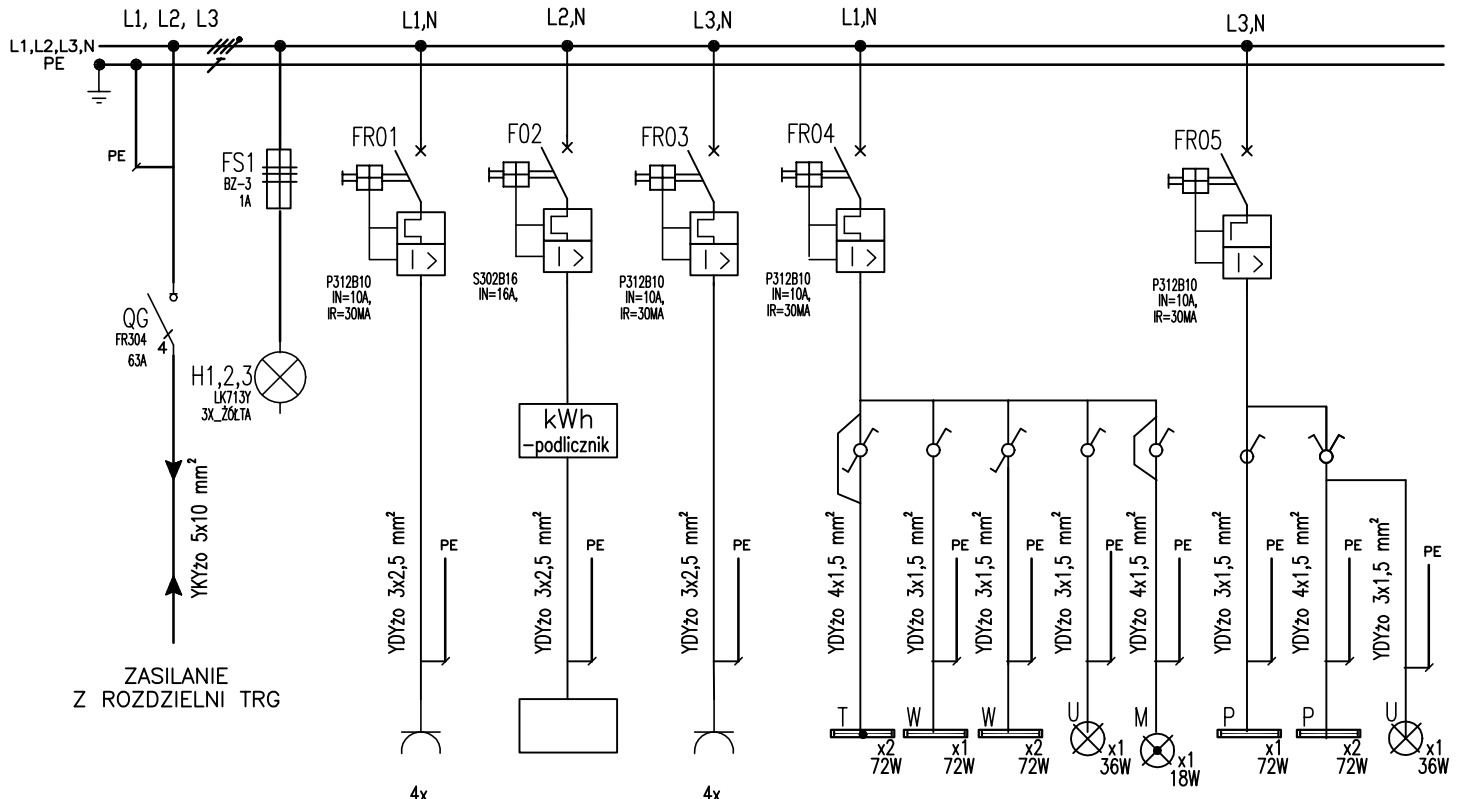 L1, L2, L3
L1,N
L2,N
L3,N
L1,N
L3,N
L1,L2,L3,N
PE
PE
FS1
BZ-3
1A
FR01
P312B10
IN=10A,
IR=30MA
F02
S302B16
IN=16A,
FR03
P312B10
IN=10A,
IR=30MA
FR04
P312B10
IN=10A,
IR=30MA
FR05
P312B10
IN=10A,
IR=30MA
QG
FR304
63A
4
H1,2,3
LK713Y
3X_ŻÓŁTA
kWh
-podlicznik
YKYżo 5x10 mm²
YDYżo 3x2,5 mm²
PE
YDYżo 3x2,5 mm²
PE
YDYżo 3x2,5 mm²
PE
YDYżo 4x1,5 mm²
YDYżo 3x1,5 mm²
PE
YDYżo 3x1,5 mm²
PE
YDYżo 3x1,5 mm²
PE
YDYżo 4x1,5 mm²
PE
YDYżo 3x1,5 mm²
PE
YDYżo 4x1,5 mm²
PE
YDYżo 3x1,5 mm²
PE
ZASILANIE
Z ROZDZIELNI TRG
T
x2
72W
W
x1
72W
W
x2
72W
U
x1
36W
M
x1
18W
P
x1
72W
P
x2
72W
U
x1
36W
4x
4x